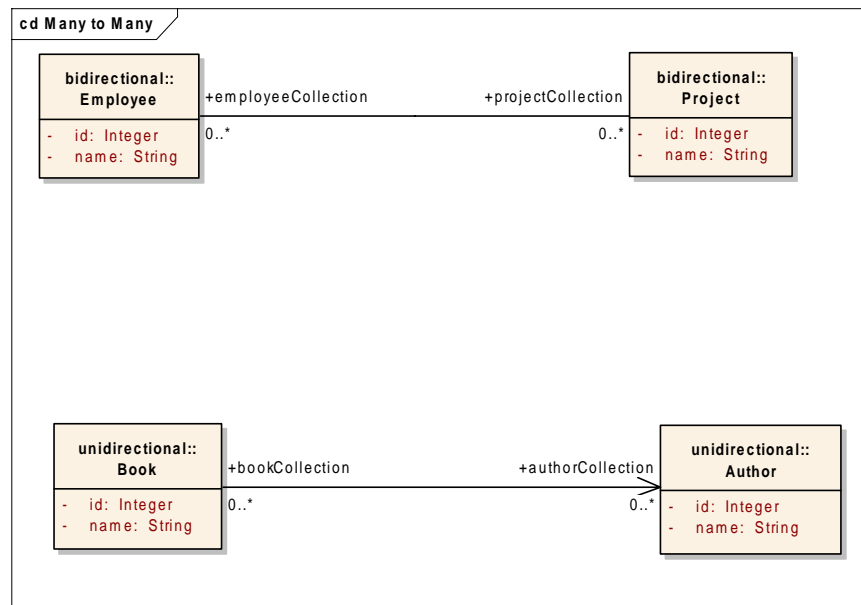 cd Many to Many
bidirectional::
Employee
- id: Integer
- name: String
+employeeCollection
0..*
+projectCollection
0..*
bidirectional::
Project
- id: Integer
- name: String
unidirectional::
Book
- id: Integer
- name: String
+bookCollection
0..*
+authorCollection
0..*
unidirectional::
Author
- id: Integer
- name: String